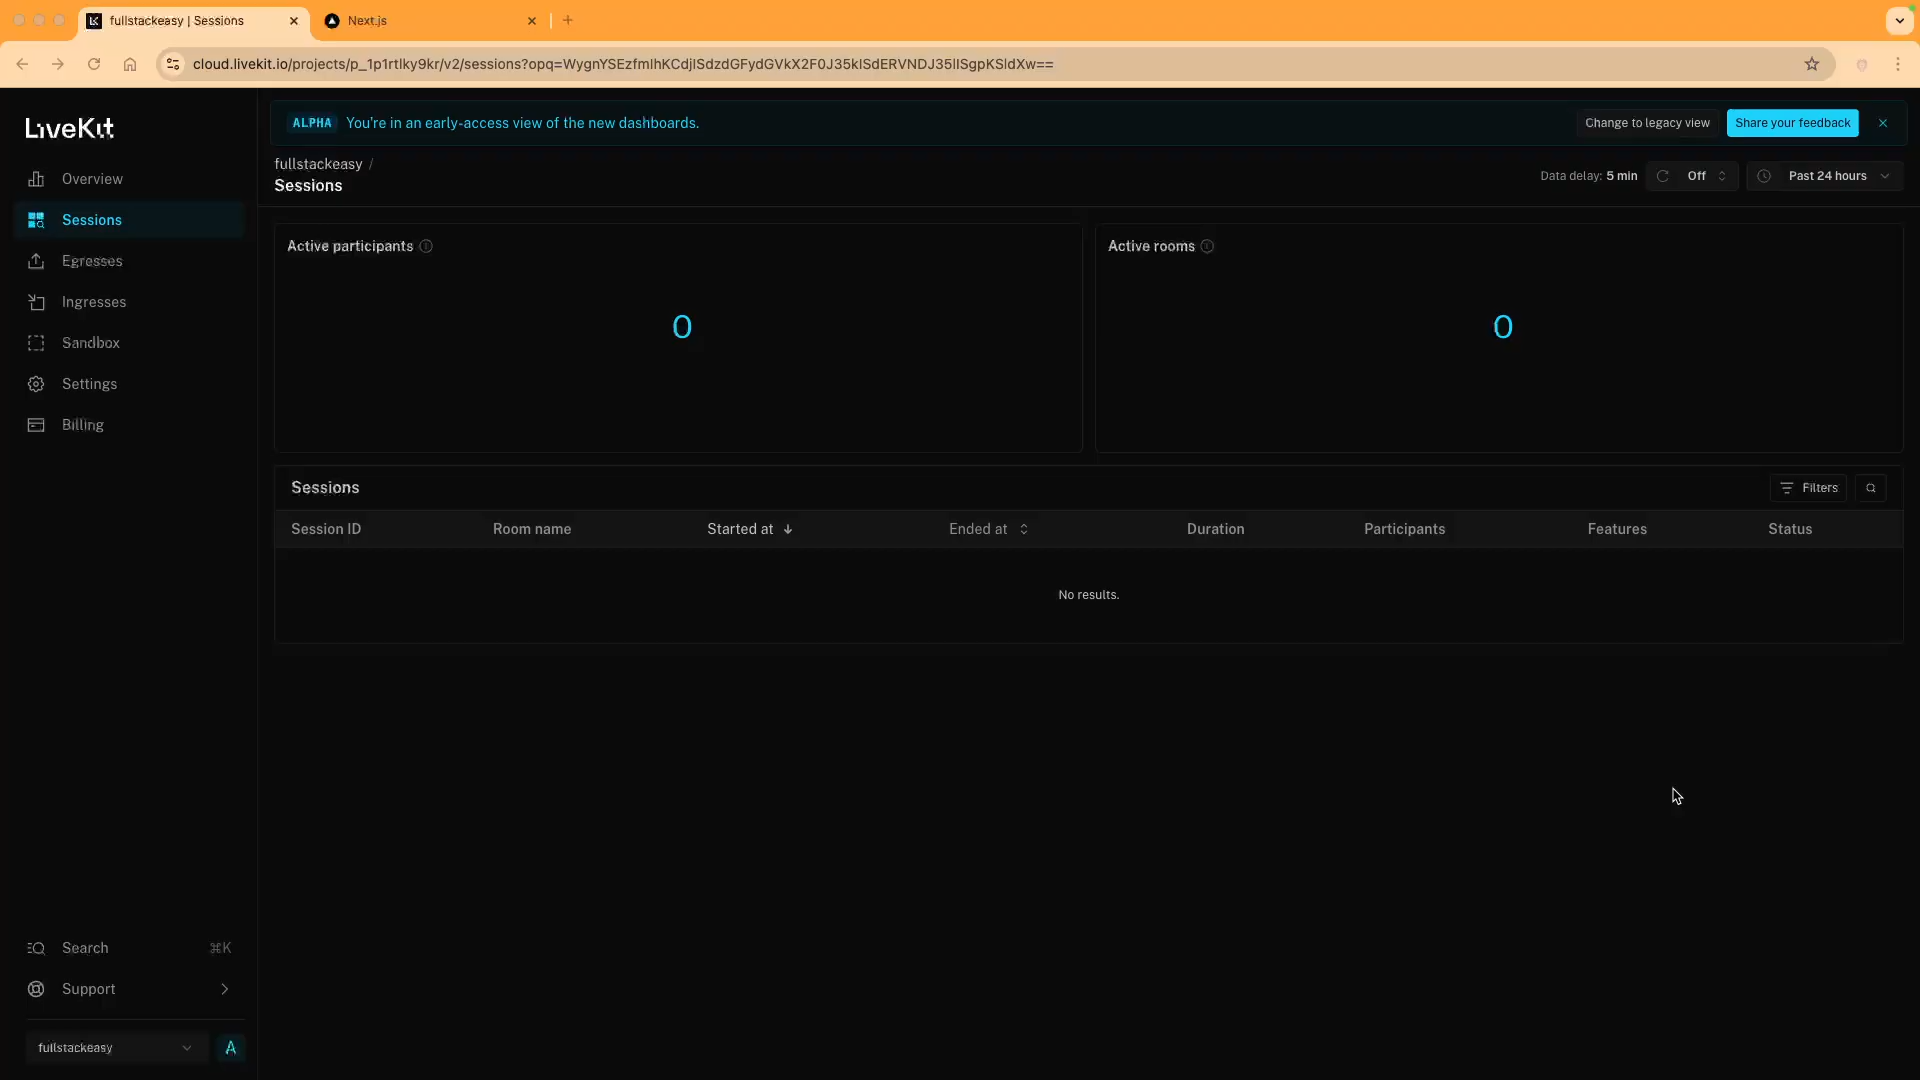 fullstackeasy | Sessions
Next.js
cloud.livekit.io/projects/p_1p1rtlky9kr/v2/sessions?opq=WygnYSEzfmlhKCdjlSdzdGFydGVkX2F0J35klSdERVNDJ35llSgpKSldXw==
LiveKit
ALPHA You're in an early-access view of the new dashboards.
Change to legacy view
Share your feedback
fullstackeasy /
Sessions
Data delay: 5 min
Off
Past 24 hours
Overview
Sessions
Egresses
Ingresses
Sandbox
Settings
Billing
Active participants
0
Active rooms
0
Sessions
Filters
Session ID Room name Started at Ended at Duration Participants Features Status
No results.
Search ⌘K
Support
fullstackeasy
A